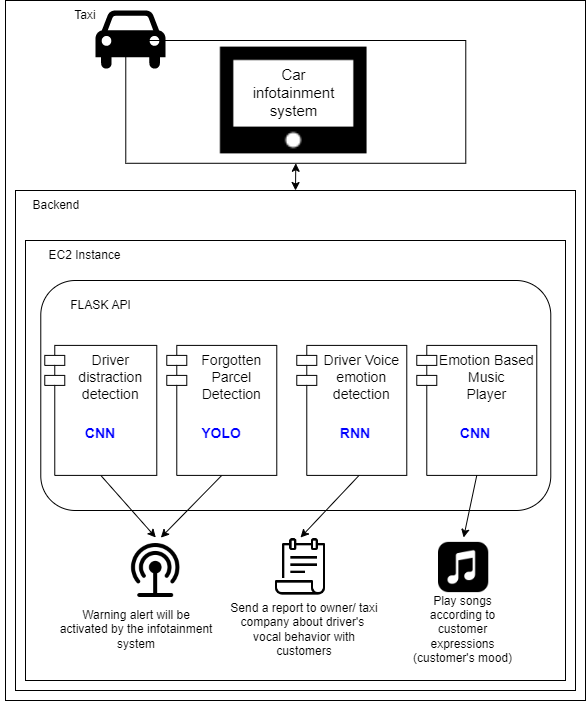 Taxi
Car
infotainment
system
Backend
EC2 Instance
FLASK API
Driver
distraction
detection
CNN
Forgotten
Parcel
Detection
YOLO
Driver Voice
emotion
detection
RNN
Emotion Based
Music
Player
CNN
Warning alert will be
activated by the infotainment
system
Send a report to owner/ taxi
company about driver's
vocal behavior with
customers
Play songs
according to
customer
expressions
(customer's mood)